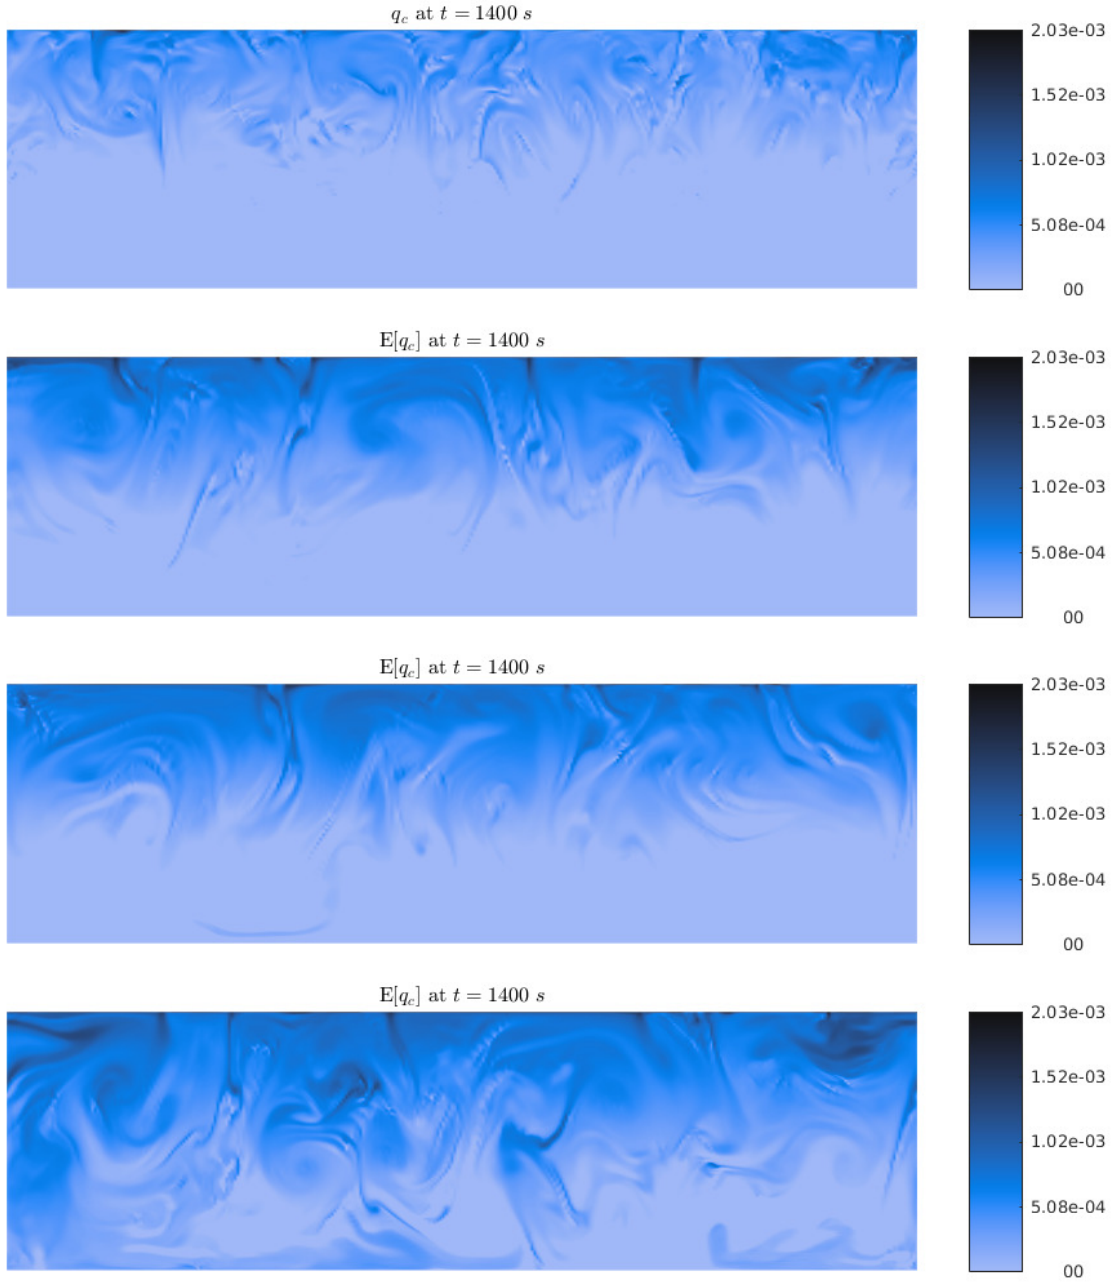 q_c at t = 1400 s
2.03e-03
1.52e-03
1.02e-03
5.08e-04
00
E[q_c] at t = 1400 s
2.03e-03
1.52e-03
1.02e-03
5.08e-04
00
E[q_c] at t = 1400 s
2.03e-03
1.52e-03
1.02e-03
5.08e-04
00
E[q_c] at t = 1400 s
2.03e-03
1.52e-03
1.02e-03
5.08e-04
00